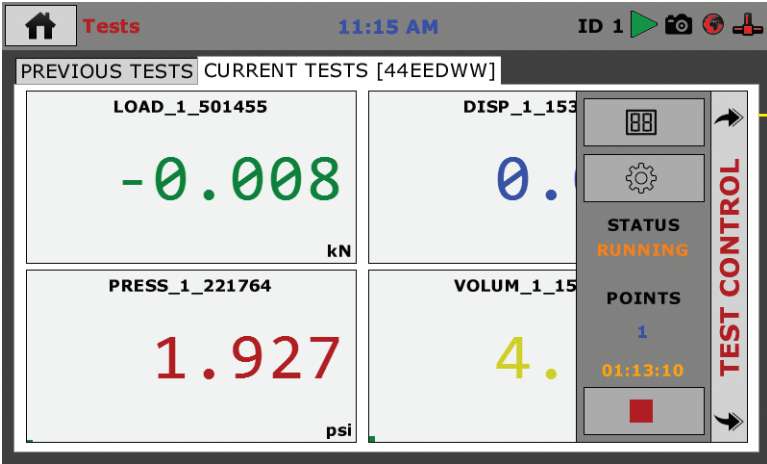 Tests
11:15 AM
ID 1
PREVIOUS TESTS
CURRENT TESTS [44EEDWW]
LOAD_1_501455
-0.008
kN
DISP_1_153
0.
PRESS_1_221764
1.927
psi
VOLUM_1_15
4.
88
STATUS
RUNNING
POINTS
1
01:13:10
TEST CONTROL